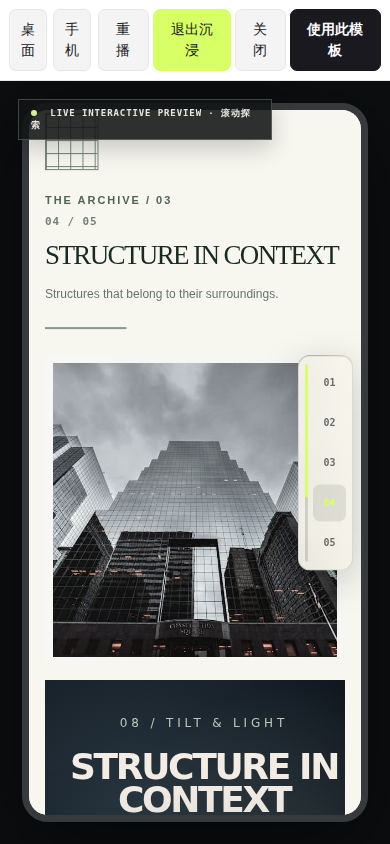 桌面
手机
重播
退出沉浸
关闭
使用此模板
LIVE INTERACTIVE PREVIEW · 滚动探索
THE ARCHIVE / 03
04 / 05
STRUCTURE IN CONTEXT
Structures that belong to their surroundings.
01
02
03
04
05
08 / TILT & LIGHT
STRUCTURE IN
CONTEXT